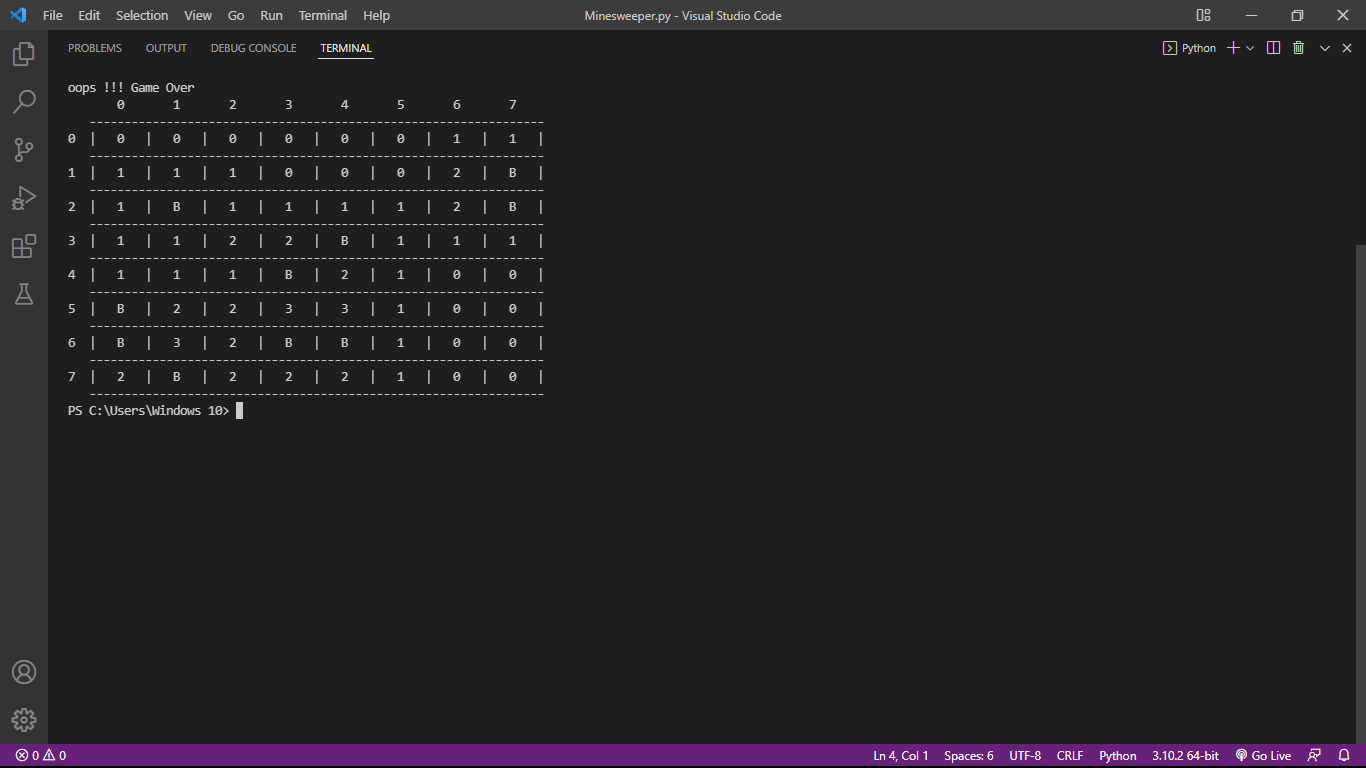 File Edit Selection View Go Run Terminal Help Minesweeper.py - Visual Studio Code
PROBLEMS OUTPUT DEBUG CONSOLE TERMINAL Python
oops !!! Game Over
0 1 2 3 4 5 6 7
-----------------------------------------------------------------
0 | 0 | 0 | 0 | 0 | 0 | 0 | 1 | 1 |
-----------------------------------------------------------------
1 | 1 | 1 | 1 | 0 | 0 | 0 | 2 | B |
-----------------------------------------------------------------
2 | 1 | B | 1 | 1 | 1 | 1 | 2 | B |
-----------------------------------------------------------------
3 | 1 | 1 | 2 | 2 | B | 1 | 1 | 1 |
-----------------------------------------------------------------
4 | 1 | 1 | 1 | B | 2 | 1 | 0 | 0 |
-----------------------------------------------------------------
5 | B | 2 | 2 | 3 | 3 | 1 | 0 | 0 |
-----------------------------------------------------------------
6 | B | 3 | 2 | B | B | 1 | 0 | 0 |
-----------------------------------------------------------------
7 | 2 | B | 2 | 2 | 2 | 1 | 0 | 0 |
-----------------------------------------------------------------
PS C:\Users\Windows 10>
0 0 Ln 4, Col 1 Spaces: 6 UTF-8 CRLF Python 3.10.2 64-bit Go Live